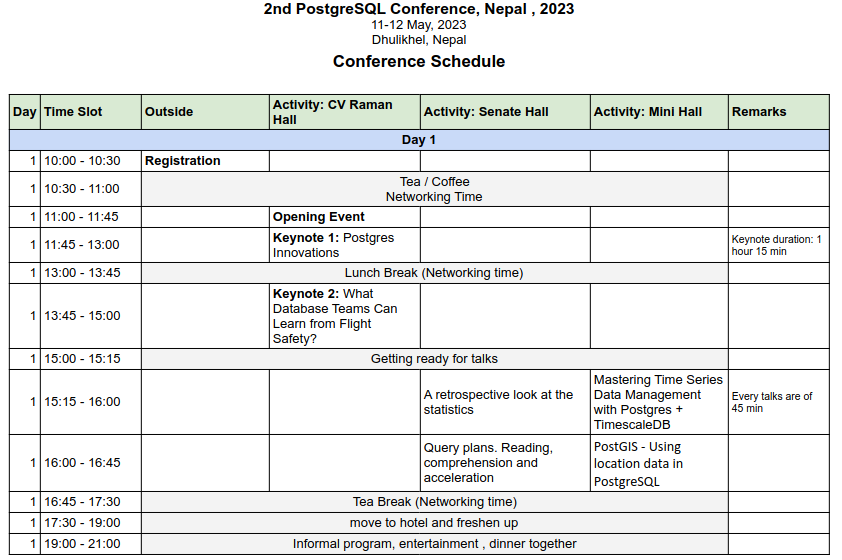 2nd PostgreSQL Conference, Nepal , 2023
11-12 May, 2023
Dhulikhel, Nepal
Conference Schedule
Day Time Slot Outside Activity: CV Raman Hall Activity: Senate Hall Activity: Mini Hall Remarks
Day 1
1 10:00 - 10:30 Registration
1 10:30 - 11:00 Tea / Coffee
Networking Time
1 11:00 - 11:45 Opening Event
1 11:45 - 13:00 Keynote 1: Postgres Innovations Keynote duration: 1 hour 15 min
1 13:00 - 13:45 Lunch Break (Networking time)
1 13:45 - 15:00 Keynote 2: What Database Teams Can Learn from Flight Safety?
1 15:00 - 15:15 Getting ready for talks
1 15:15 - 16:00 A retrospective look at the statistics Mastering Time Series Data Management with Postgres + TimescaleDB Every talks are of 45 min
1 16:00 - 16:45 Query plans. Reading, comprehension and acceleration PostGIS - Using location data in PostgreSQL
1 16:45 - 17:30 Tea Break (Networking time)
1 17:30 - 19:00 move to hotel and freshen up
1 19:00 - 21:00 Informal program, entertainment , dinner together